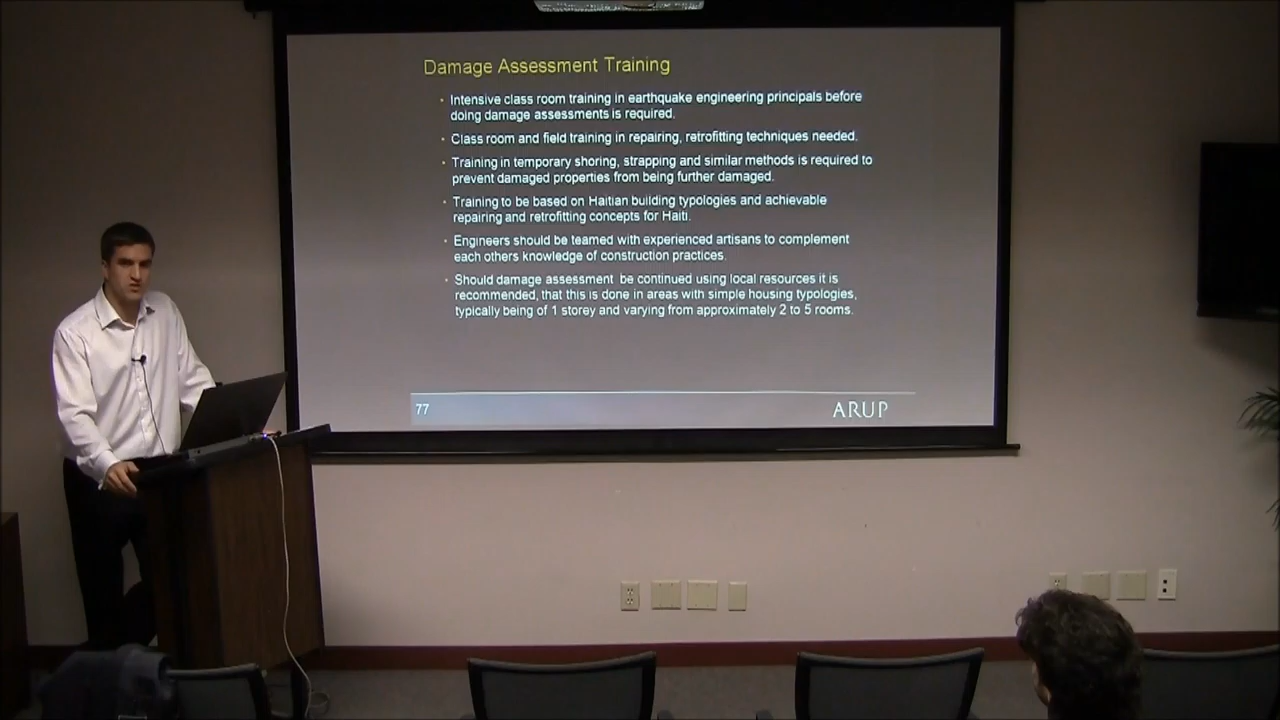 Damage Assessment Training
• Intensive class room training in earthquake engineering principals before
doing damage assessments is required.
• Class room and field training in repairing, retrofitting techniques needed.
• Training in temporary shoring, strapping and similar methods is required to
prevent damaged properties from being further damaged.
• Training to be based on Haitian building typologies and achievable
repairing and retrofitting concepts for Haiti.
• Engineers should be teamed with experienced artisans to complement
each others knowledge of construction practices.
• Should damage assessment be continued using local resources it is
recommended, that this is done in areas with simple housing typologies,
typically being of 1 storey and varying from approximately 2 to 5 rooms.
77
ARUP